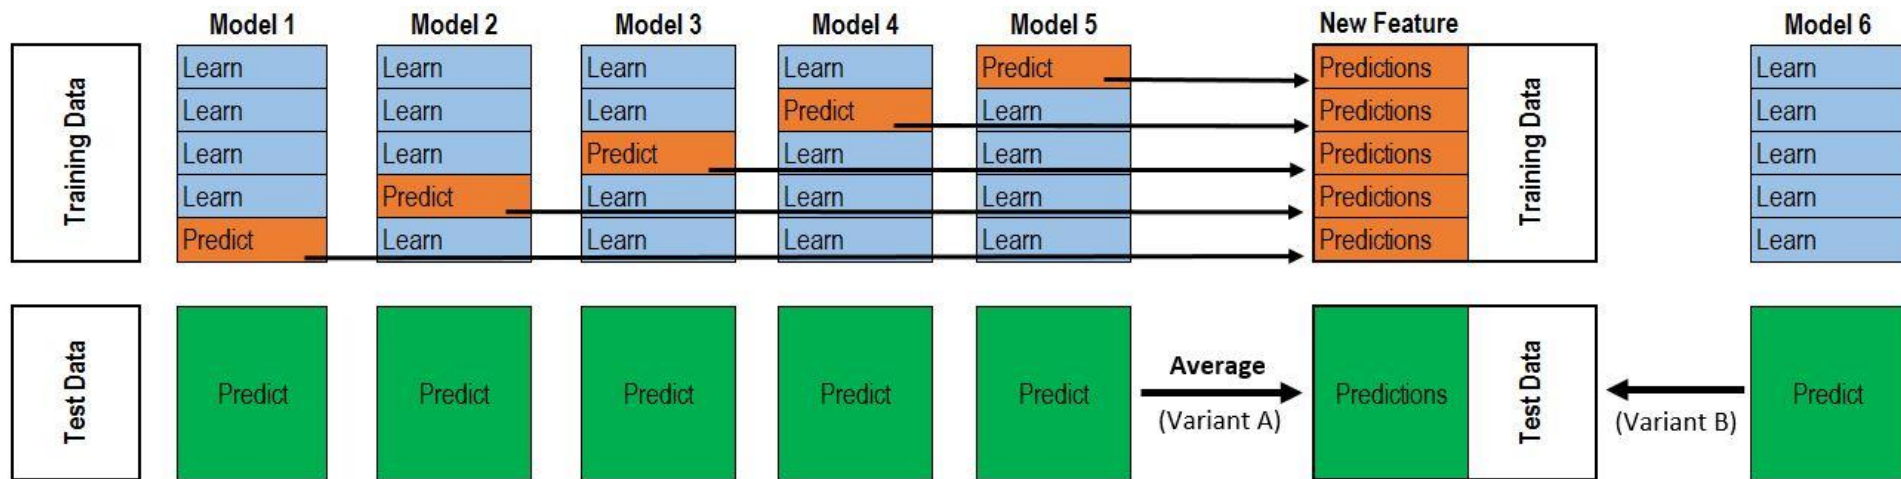 Model 1 Model 2 Model 3 Model 4 Model 5 New Feature Model 6
Training Data
Learn Learn Learn Learn Predict Predictions Learn
Learn Learn Learn Predict Learn Predictions Learn
Learn Learn Predict Learn Learn Predictions Learn
Learn Predict Learn Learn Learn Predictions Learn
Predict Learn Learn Learn Learn Predictions Learn
Training Data
Test Data
Predict Predict Predict Predict Predict
Average
(Variant A)
Predictions
Test Data
(Variant B)
Predict